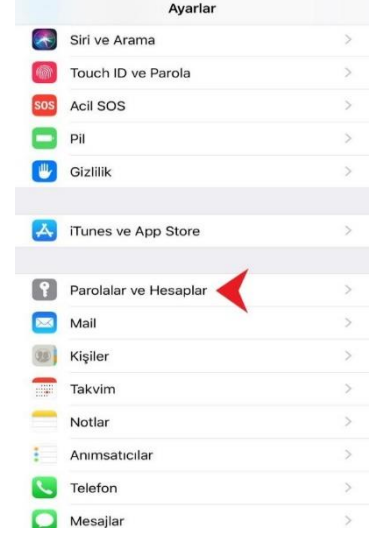 Ayarlar
Siri ve Arama
Touch ID ve Parola
SOS Acil SOS
Pil
Gizlilik
iTunes ve App Store
Parolalar ve Hesaplar
Mail
Kişiler
Takvim
Notlar
Anımsatıcılar
Telefon
Mesajlar